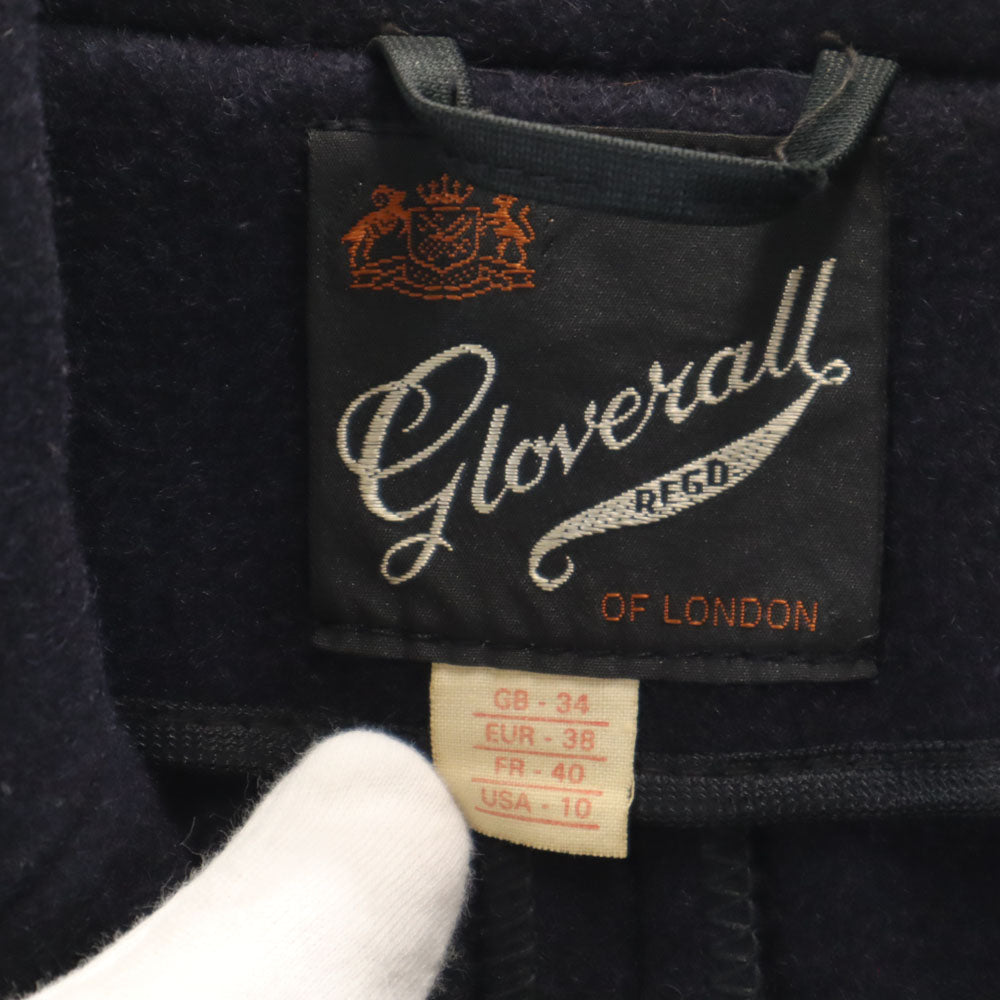 Gloverall
REGD
OF LONDON
GB - 34
EUR - 38
FR - 40
USA - 10